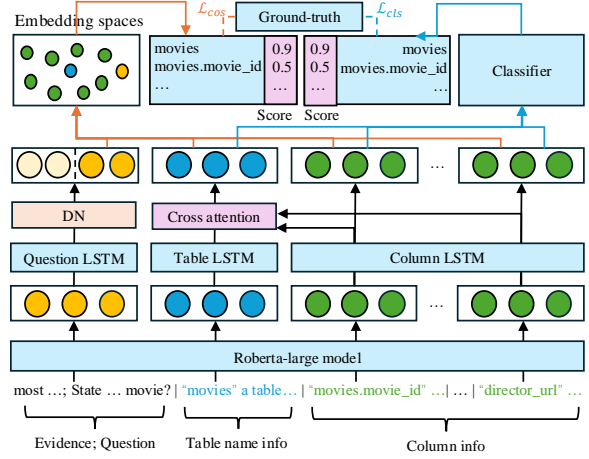 Embedding spaces
ℒcos
Ground-truth
ℒcls
movies
movies.movie_id
…
0.9
0.5
…
0.9
0.5
…
movies
movies.movie_id
…
Classifier
Score
Score
...
DN
Cross attention
Question LSTM
Table LSTM
Column LSTM
...
Roberta-large model
most …; State … movie? | "movies" a table… | "movies.movie_id" …| … | "director_url" …
Evidence; Question
Table name info
Column info